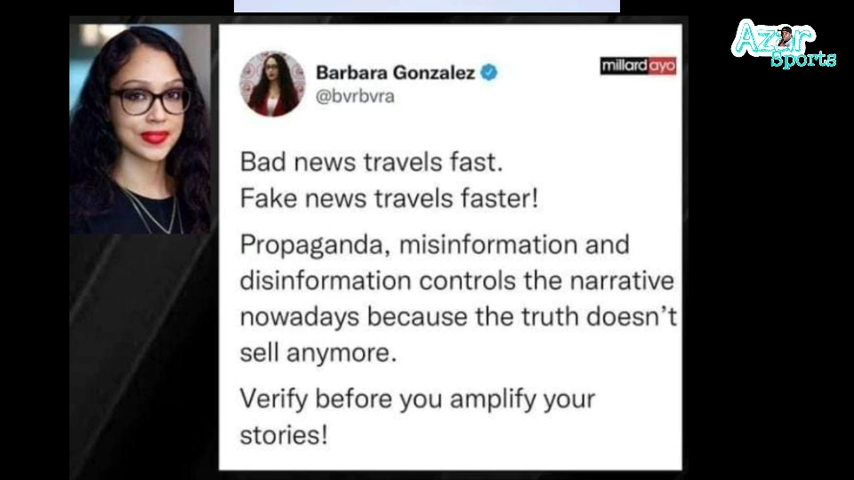 Azar
Sports
Barbara Gonzalez
millardayo
@bvrbvra
Bad news travels fast.
Fake news travels faster!
Propaganda, misinformation and
disinformation controls the narrative
nowadays because the truth doesn't
sell anymore.
Verify before you amplify your
stories!